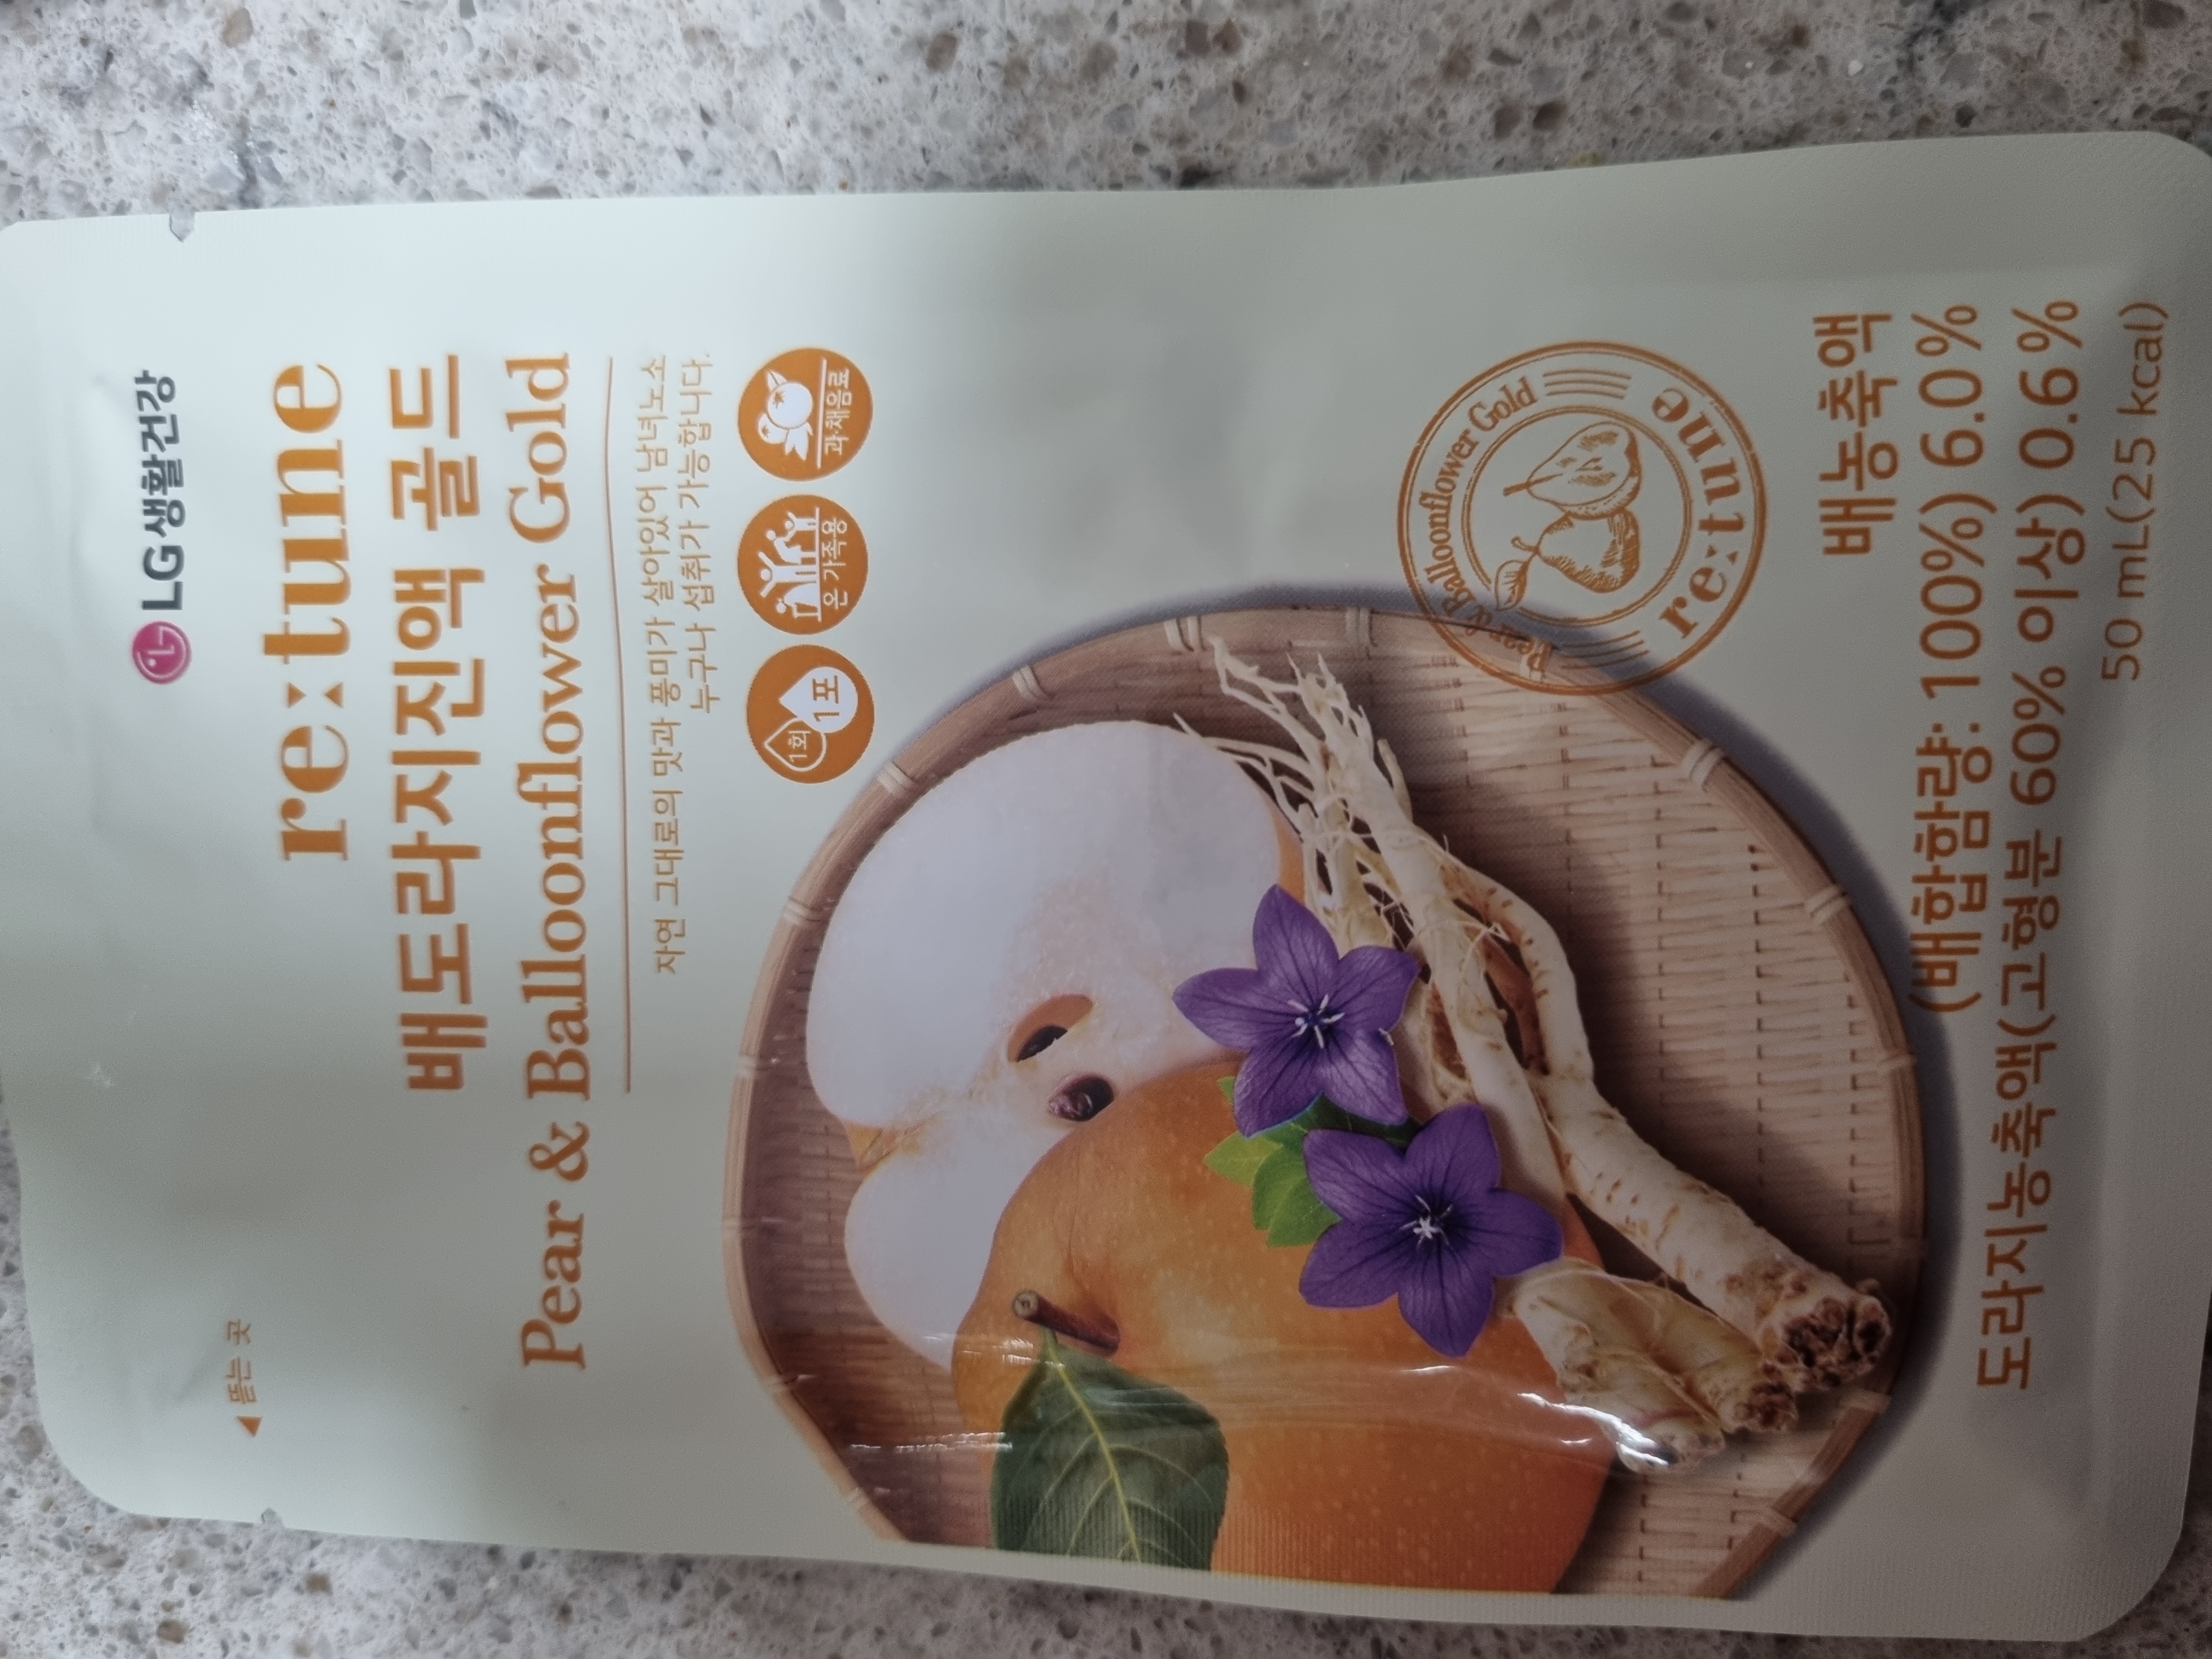 LG생활건강
◀ 뜯는 곳
re:tune
배도라지진액 골드
Pear & Balloonflower Gold
자연 그대로의 맛과 풍미가 살아있어 남녀노소
누구나 섭취가 가능합니다.
1회
1포
온 가족용
과·채음료
Pear & Balloonflower Gold
re:tune
배농축액
(배합함량: 100%) 6.0 %
도라지농축액(고형분 60% 이상) 0.6 %
50 mL(25 kcal)